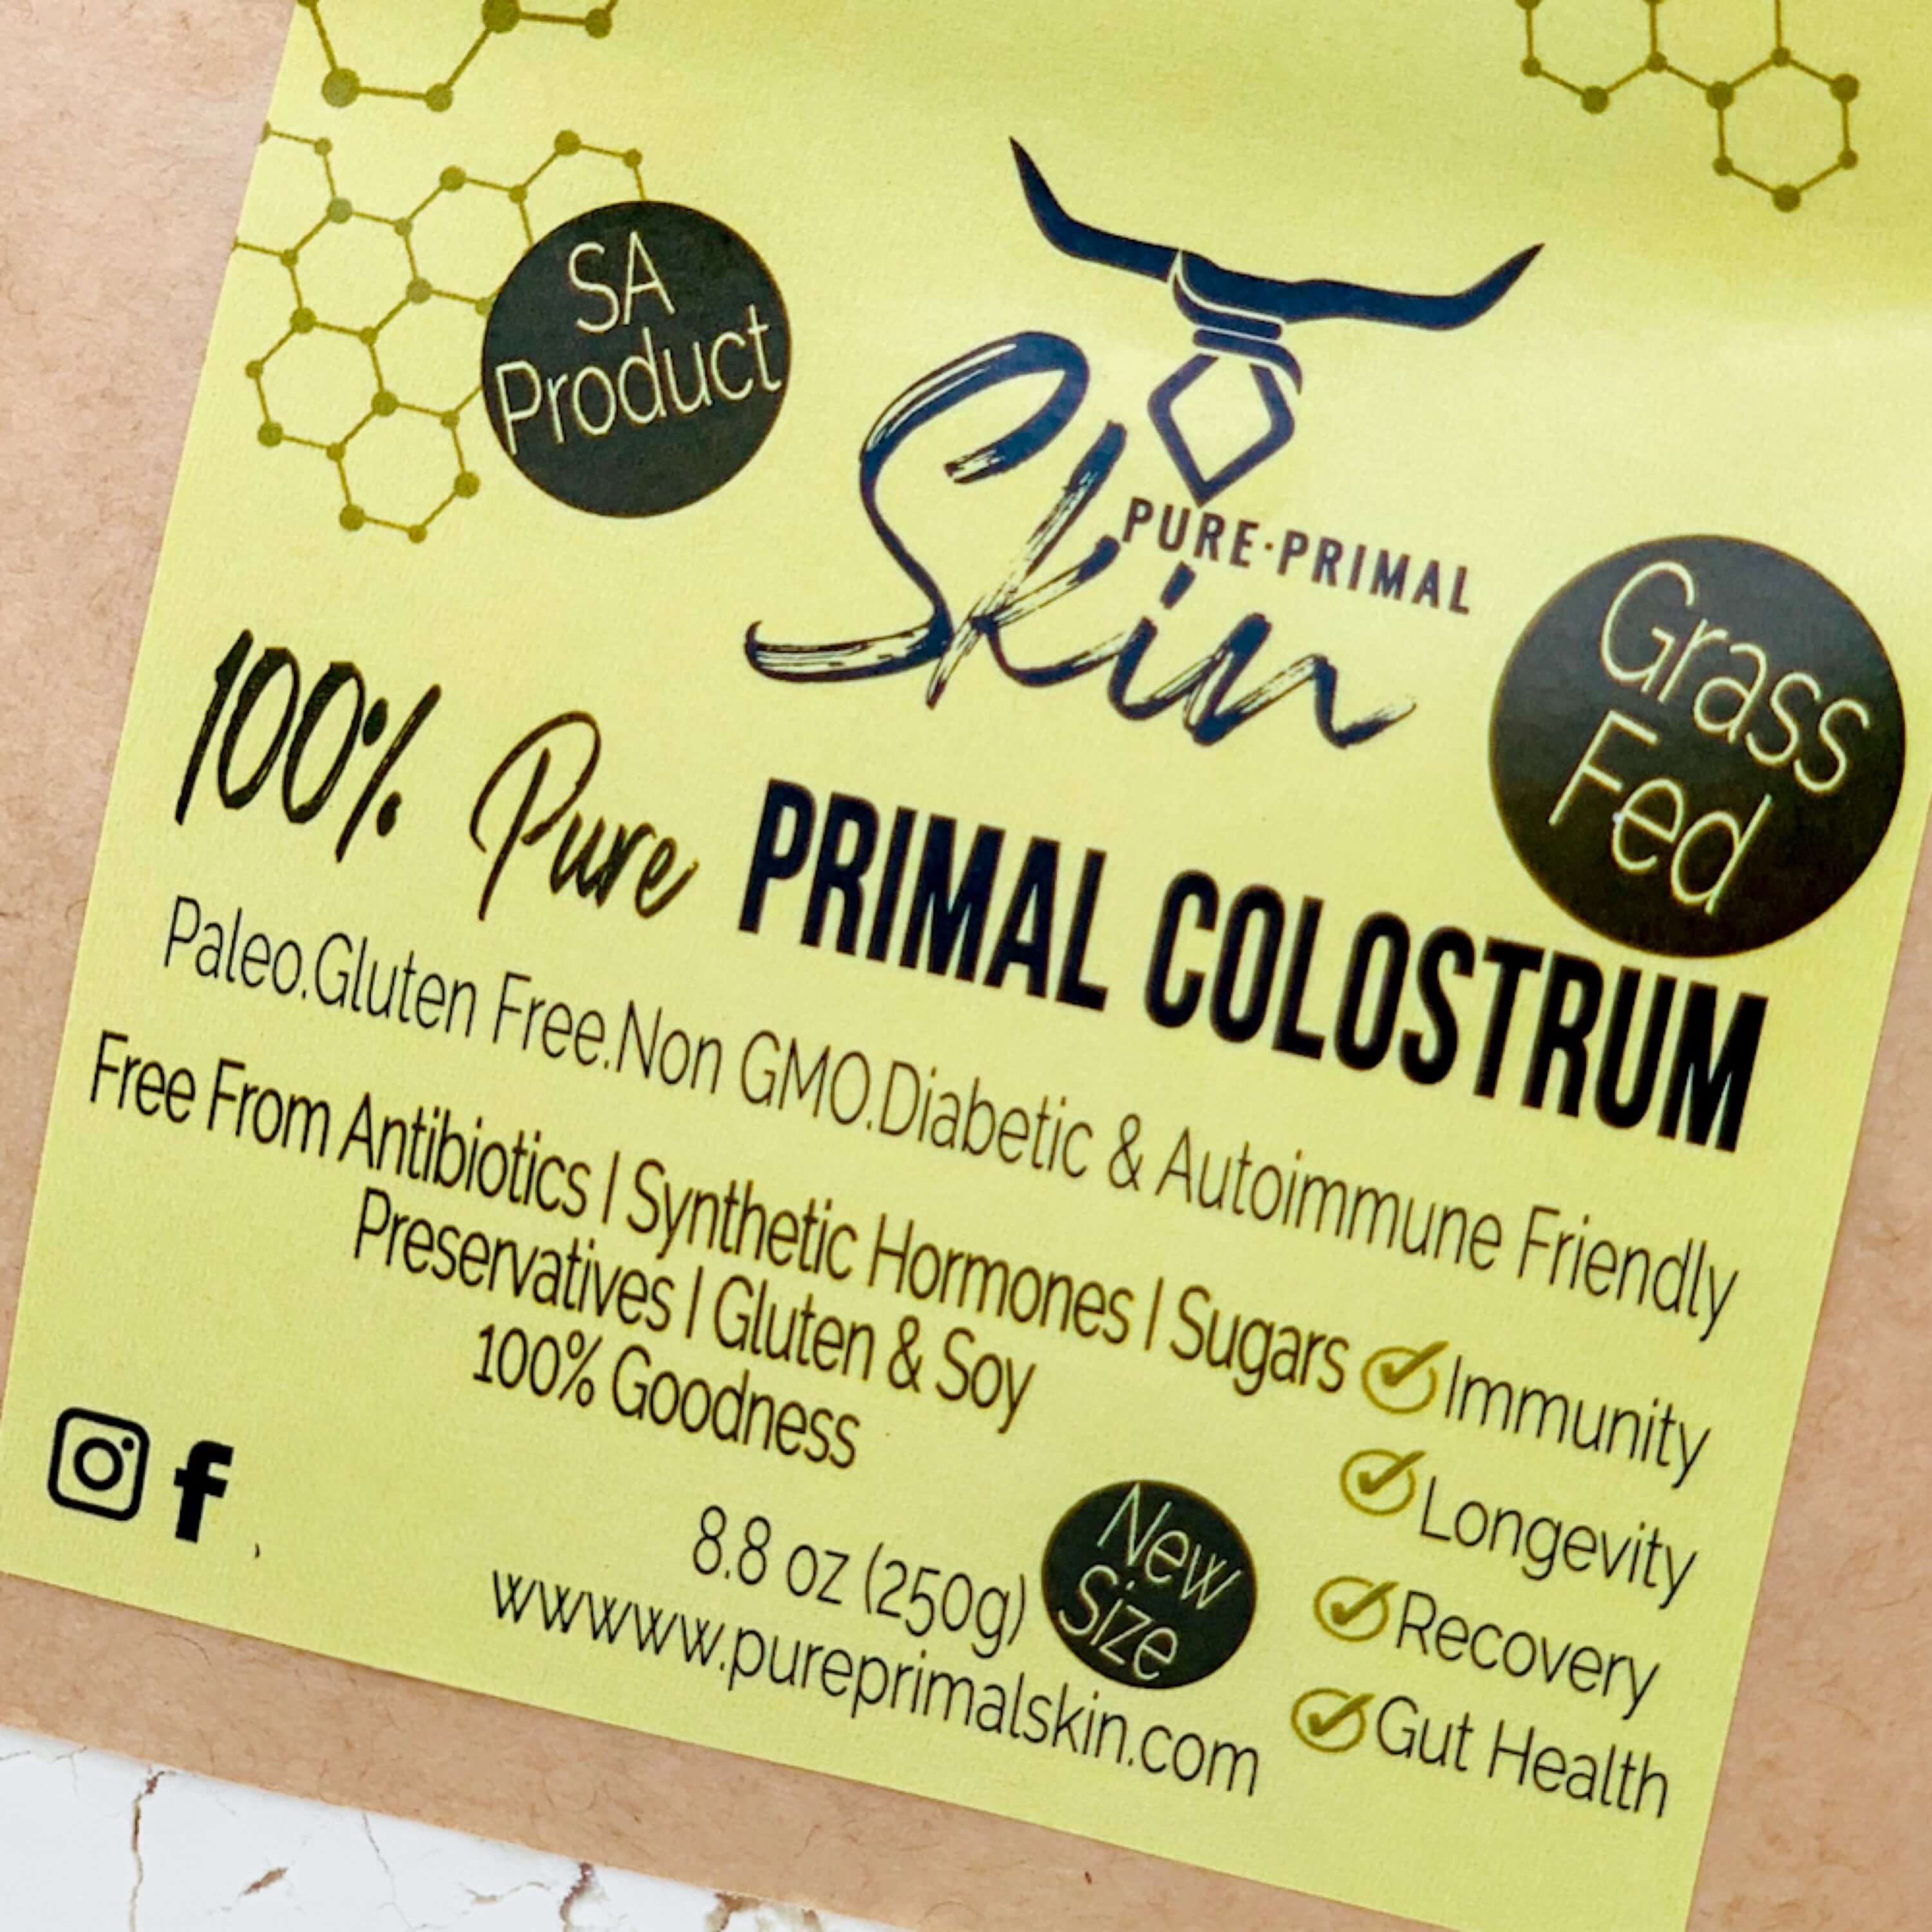 SA
Product
PURE·PRIMAL
Skin
Grass
Fed
100% Pure PRIMAL COLOSTRUM
Paleo.Gluten Free.Non GMO.Diabetic & Autoimmune Friendly
Free From Antibiotics | Synthetic Hormones | Sugars
Preservatives | Gluten & Soy
100% Goodness
Immunity
Longevity
Recovery
Gut Health
8.8 oz (250g)
New
Size
wwwww.pureprimalskin.com